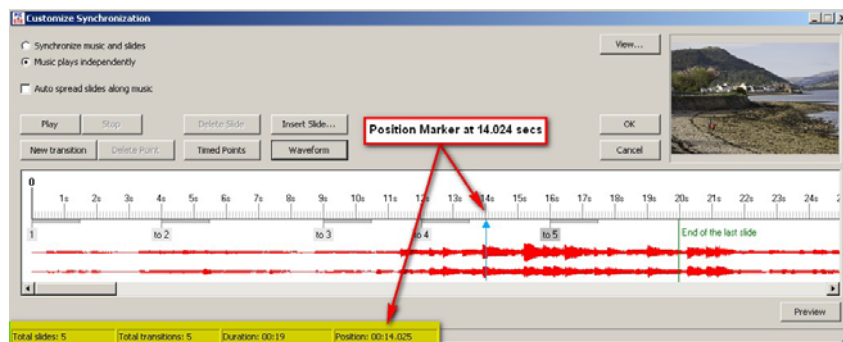 Customize Synchronization
Synchronize music and slides
Music plays independently
Auto spread slides along music
View...
Play Stop Delete Slide Insert Slide... OK
New transition Delete Point Timed Points Waveform Cancel
Position Marker at 14.024 secs
0
1s 2s 3s 4s 5s 6s 7s 8s 9s 10s 11s 12s 13s 14s 15s 16s 17s 18s 19s 20s 21s 22s 23s 24s 2
1 to 2 to 3 to 4 to 5 End of the last slide
Preview
Total slides: 5 Total transitions: 5 Duration: 00:19 Position: 00:14.025